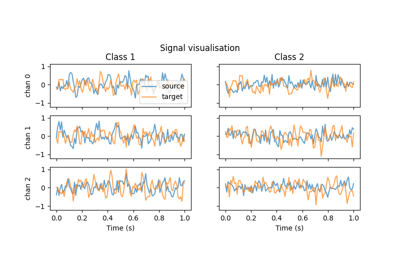 Signal visualisation
Class 1
Class 2
chan 0
1
0
−1
source
target
chan 1
1
0
−1
chan 2
1
0
−1
0.0 0.2 0.4 0.6 0.8 1.0
0.0 0.2 0.4 0.6 0.8 1.0
Time (s)
Time (s)